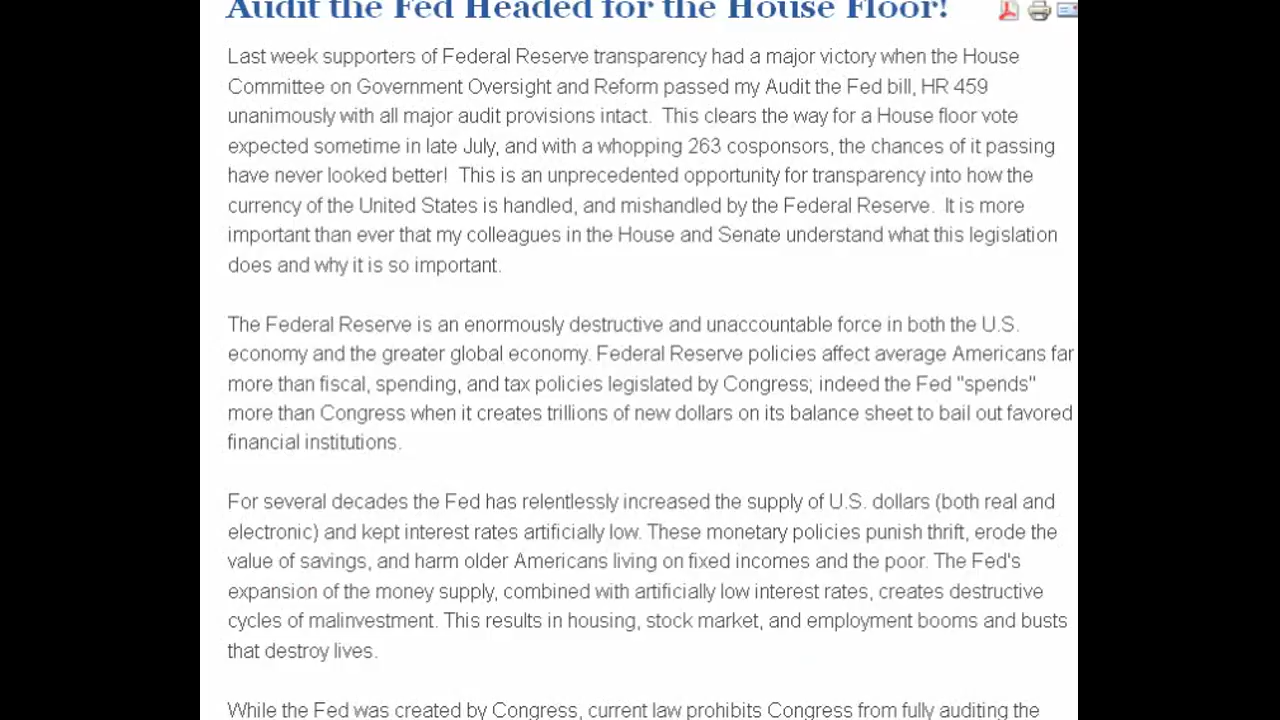 Audit the Fed Headed for the House Floor!
Last week supporters of Federal Reserve transparency had a major victory when the House
Committee on Government Oversight and Reform passed my Audit the Fed bill, HR 459
unanimously with all major audit provisions intact.  This clears the way for a House floor vote
expected sometime in late July, and with a whopping 263 cosponsors, the chances of it passing
have never looked better!  This is an unprecedented opportunity for transparency into how the
currency of the United States is handled, and mishandled by the Federal Reserve.  It is more
important than ever that my colleagues in the House and Senate understand what this legislation
does and why it is so important.
The Federal Reserve is an enormously destructive and unaccountable force in both the U.S.
economy and the greater global economy. Federal Reserve policies affect average Americans far
more than fiscal, spending, and tax policies legislated by Congress; indeed the Fed "spends"
more than Congress when it creates trillions of new dollars on its balance sheet to bail out favored
financial institutions.
For several decades the Fed has relentlessly increased the supply of U.S. dollars (both real and
electronic) and kept interest rates artificially low. These monetary policies punish thrift, erode the
value of savings, and harm older Americans living on fixed incomes and the poor. The Fed's
expansion of the money supply, combined with artificially low interest rates, creates destructive
cycles of malinvestment. This results in housing, stock market, and employment booms and busts
that destroy lives.
While the Fed was created by Congress, current law prohibits Congress from fully auditing the